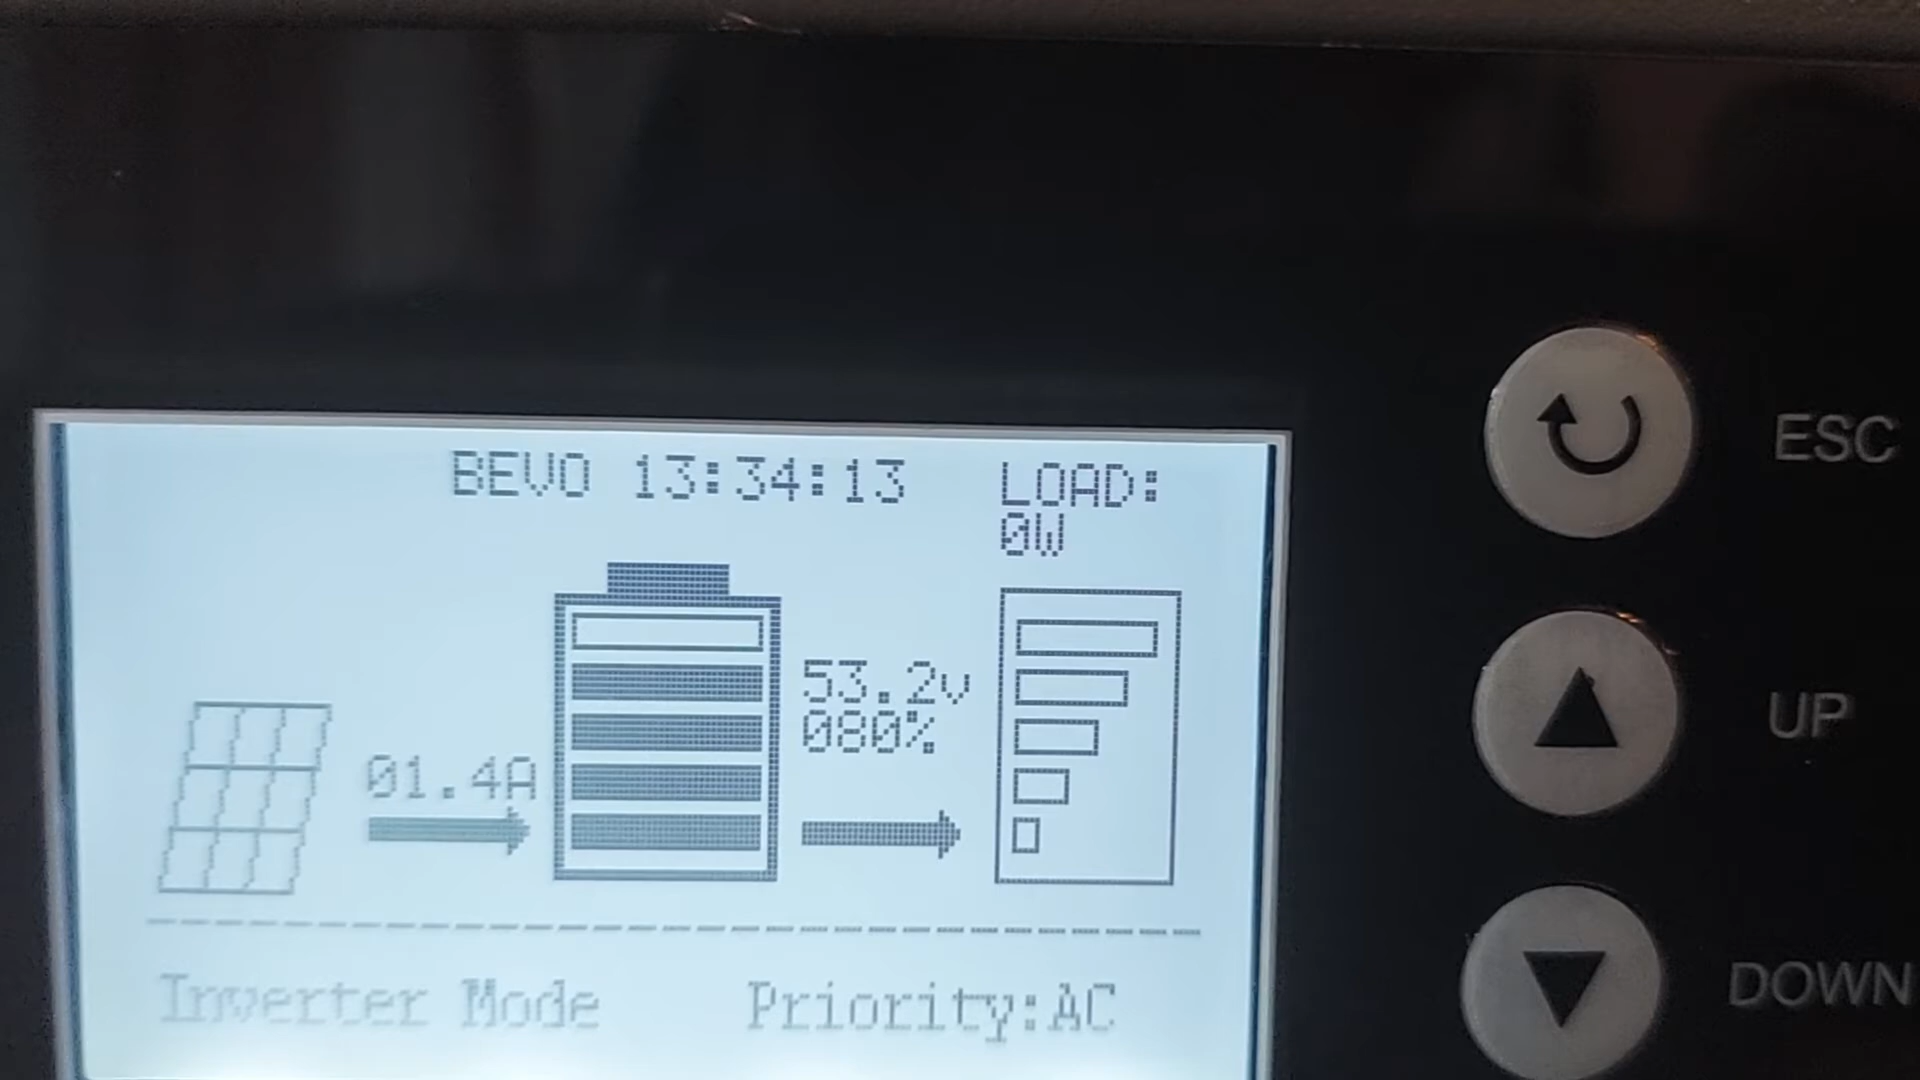 BEVO 13:34:13
LOAD:
0W
53.2v
080%
01.4A
Inverter Mode
Priority:AC
ESC
UP
DOWN